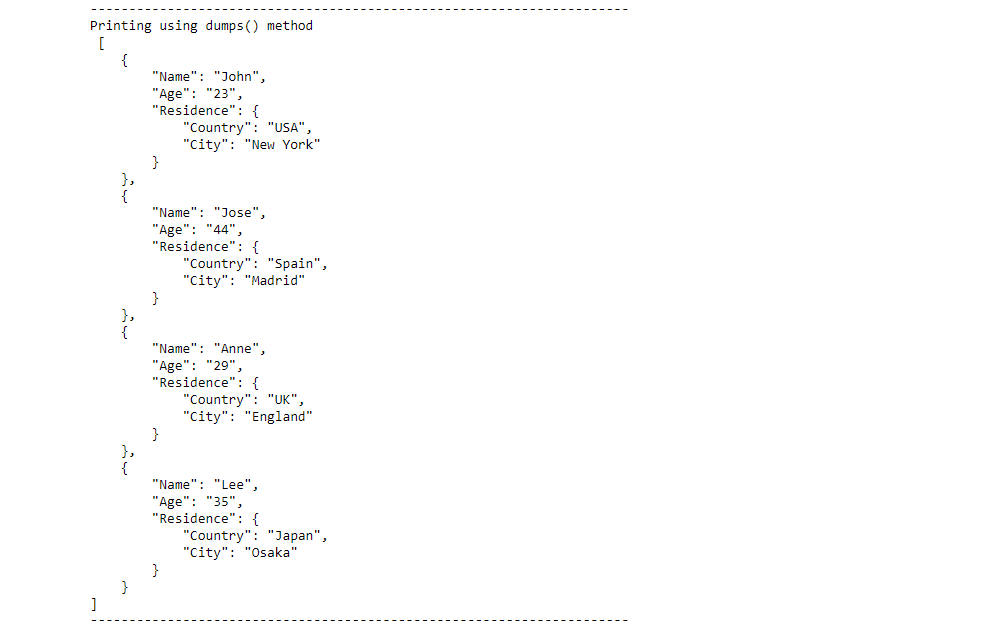 ----------------------------------------------------------------------
Printing using dumps() method
 [
    {
        "Name": "John",
        "Age": "23",
        "Residence": {
            "Country": "USA",
            "City": "New York"
        }
    },
    {
        "Name": "Jose",
        "Age": "44",
        "Residence": {
            "Country": "Spain",
            "City": "Madrid"
        }
    },
    {
        "Name": "Anne",
        "Age": "29",
        "Residence": {
            "Country": "UK",
            "City": "England"
        }
    },
    {
        "Name": "Lee",
        "Age": "35",
        "Residence": {
            "Country": "Japan",
            "City": "Osaka"
        }
    }
]
----------------------------------------------------------------------